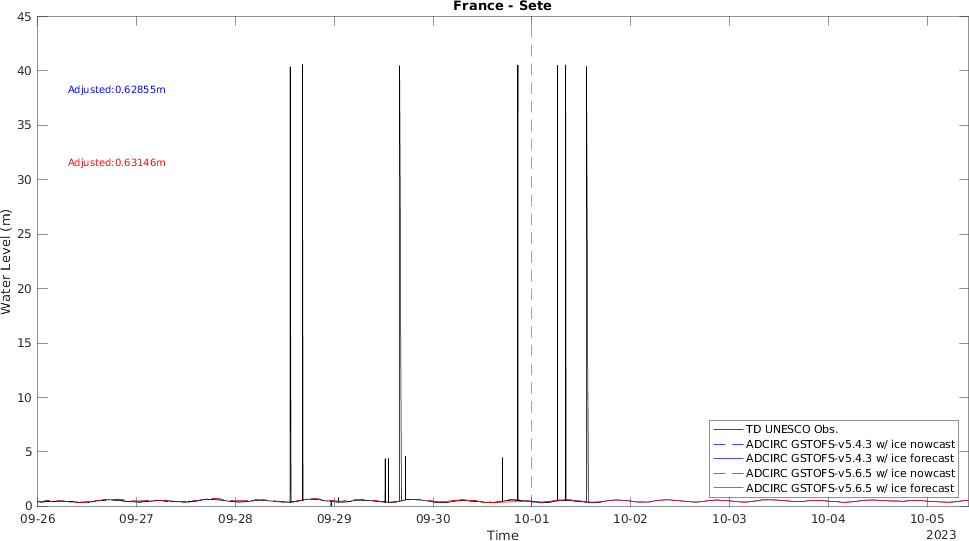 France - Sete
45
40
35
30
25
20
15
10
5
0
Water Level (m)
Adjusted:0.62855m
Adjusted:0.63146m
TD UNESCO Obs.
ADCIRC GSTOFS-v5.4.3 w/ ice nowcast
ADCIRC GSTOFS-v5.4.3 w/ ice forecast
ADCIRC GSTOFS-v5.6.5 w/ ice nowcast
ADCIRC GSTOFS-v5.6.5 w/ ice forecast
09-26 09-27 09-28 09-29 09-30 10-01 10-02 10-03 10-04 10-05
Time
2023